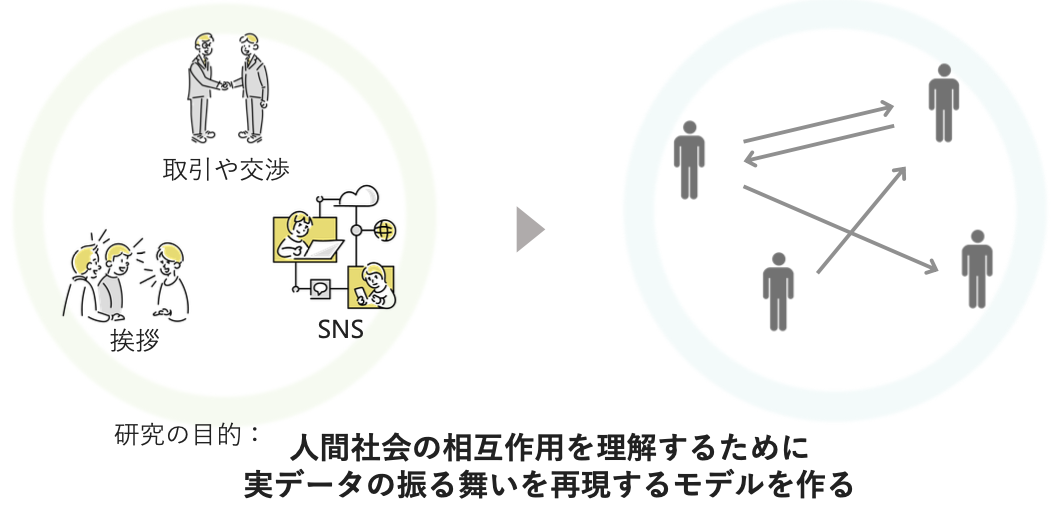 取引や交渉
挨拶
SNS
研究の目的：
人間社会の相互作用を理解するために
実データの振る舞いを再現するモデルを作る